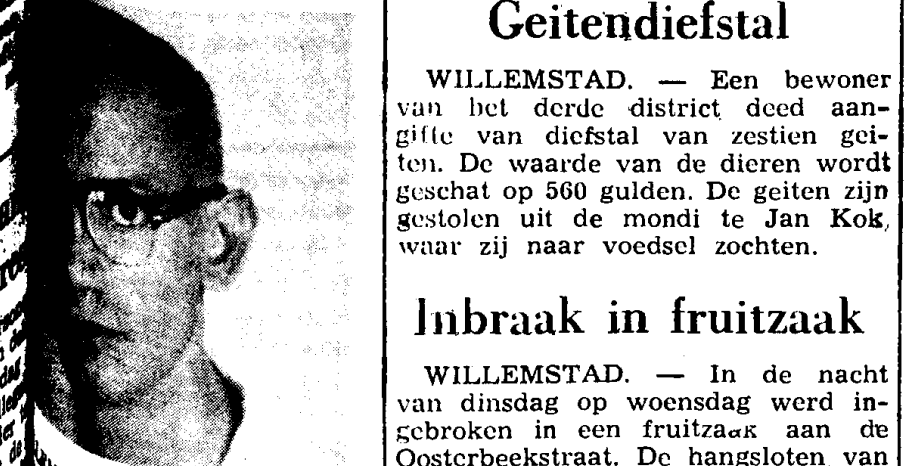 Geitendiefstal
WILLEMSTAD. — Een bewoner
van het derde district deed aan-
gifte van diefstal van zestien gei-
ten. De waarde van de dieren wordt
geschat op 560 gulden. De geiten zijn
gestolen uit de mondi te Jan Kok,
waar zij naar voedsel zochten.
Inbraak in fruitzaak
WILLEMSTAD. — In de nacht
van dinsdag op woensdag werd in-
gebroken in een fruitzaak aan de
Oosterbeekstraat. De hangsloten van